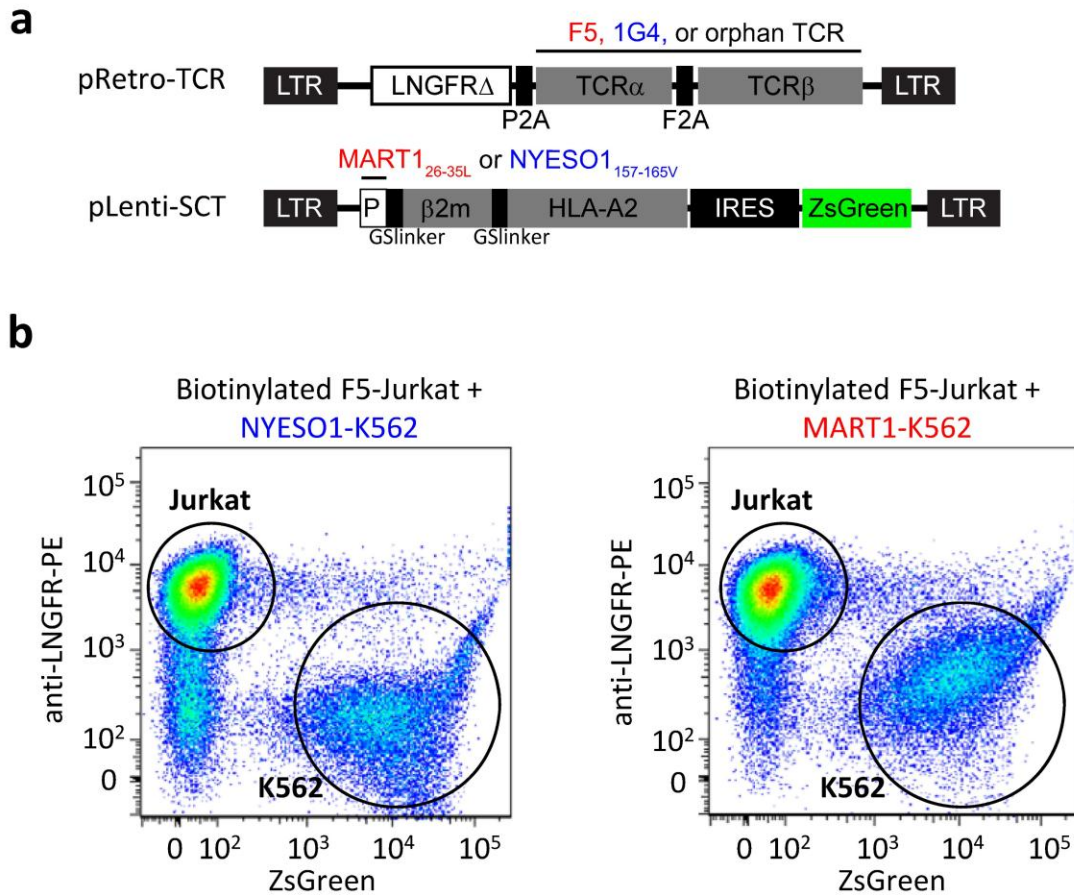 a
F5, 1G4, or orphan TCR
pRetro-TCR
LTR LNGFRΔ TCRα TCRβ LTR
P2A F2A
MART126-35L or NYESO1157-165V
pLenti-SCT
LTR P β2m HLA-A2 IRES ZsGreen LTR
GSlinker GSlinker
b
Biotinylated F5-Jurkat +
NYESO1-K562
anti-LNGFR-PE
10⁵
10⁴
10³
10²
0
Jurkat
K562
0 10² 10³ 10⁴ 10⁵
ZsGreen
Biotinylated F5-Jurkat +
MART1-K562
anti-LNGFR-PE
10⁵
10⁴
10³
10²
0
Jurkat
K562
0 10² 10³ 10⁴ 10⁵
ZsGreen